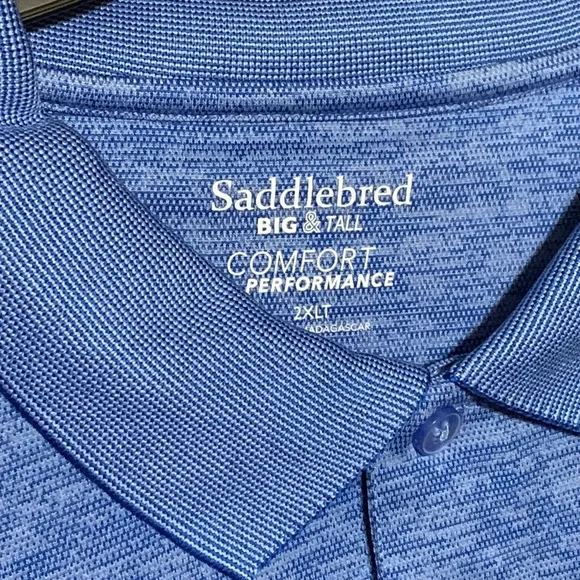 Saddlebred
BIG & TALL
COMFORT
PERFORMANCE
2XLT